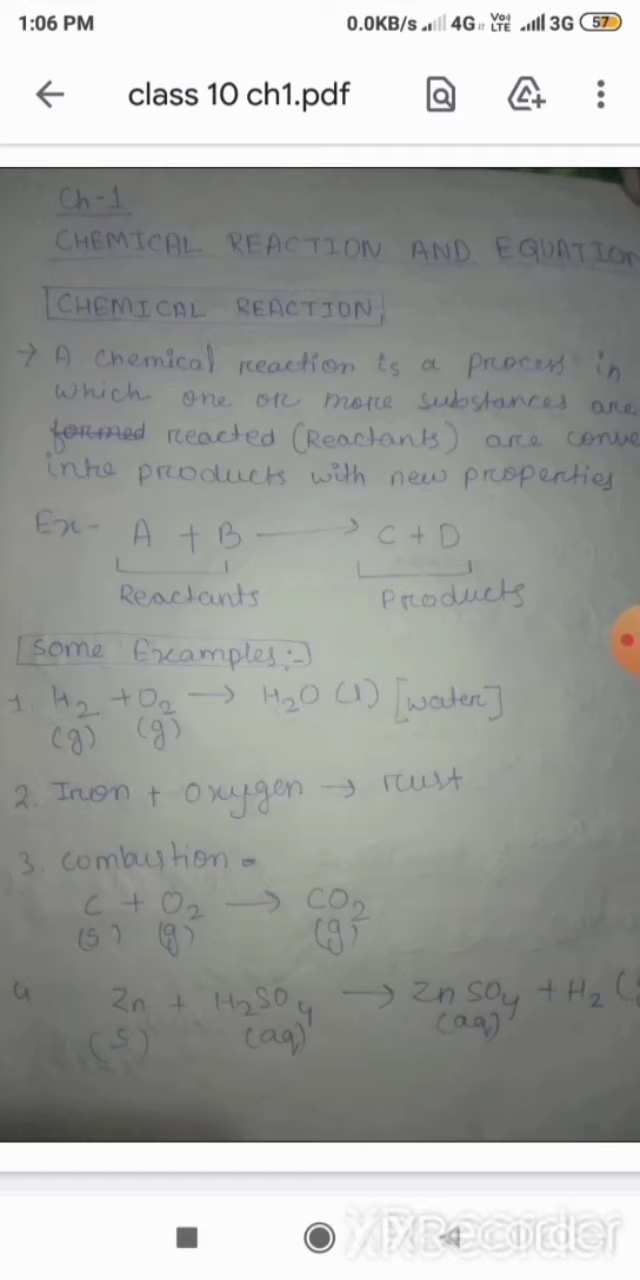 1:06 PM 0.0KB/s 4G Vo) LTE 3G 57
class 10 ch1.pdf
Ch-1
CHEMICAL REACTION AND EQUATION
CHEMICAL REACTION
→ A chemical reaction is a process in
which one or more substances are
formed reacted (Reactants) are conve
into products with new properties
Ex- A + B → C + D
Reactants Products
Some Examples:-
1. H₂ + O₂ → H₂O (l) [water]
(g) (g)
2. Iron + Oxygen → rust
3. combustion -
C + O₂ → CO₂
(s) (g) (g)
4 Zn + H₂SO₄ → ZnSO₄ + H₂ (
(s) (aq) (aq)
XRecorder